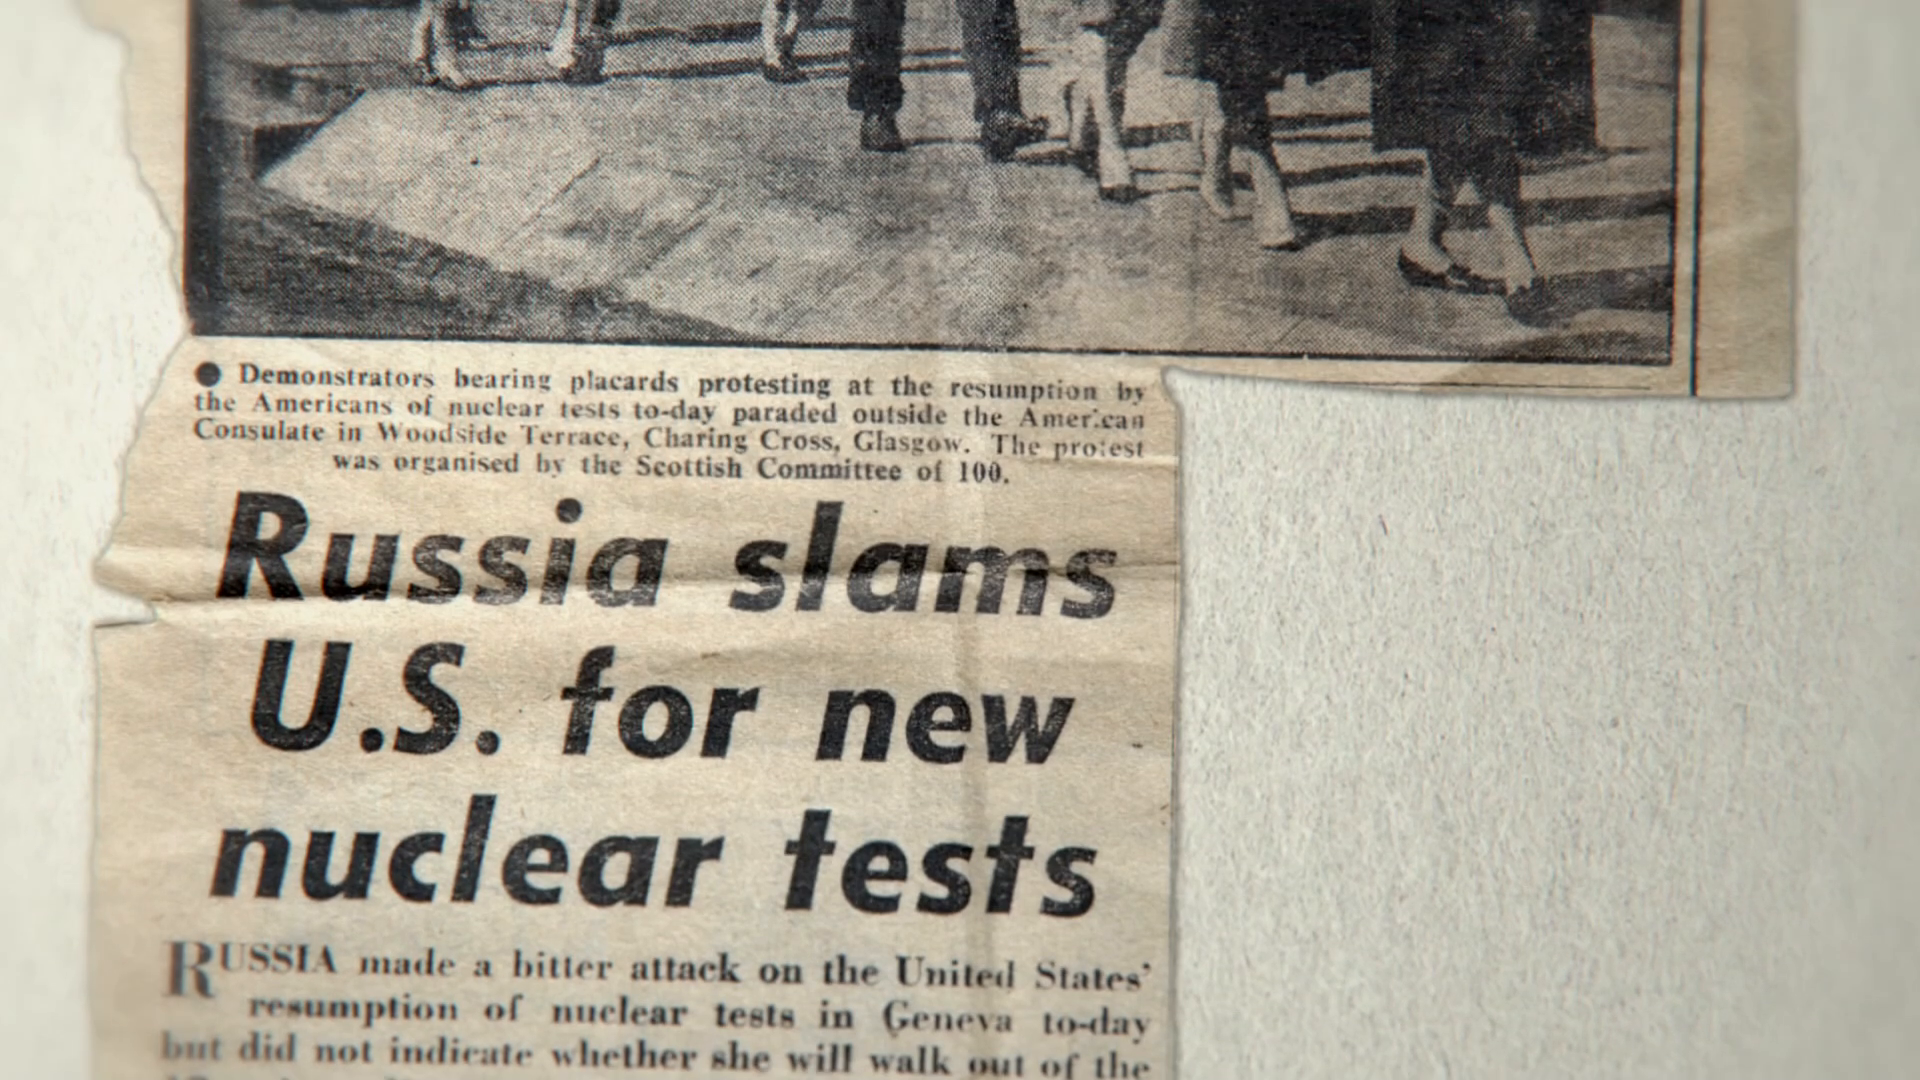 ● Demonstrators bearing placards protesting at the resumption by
the Americans of nuclear tests to-day paraded outside the American
Consulate in Woodside Terrace, Charing Cross, Glasgow. The protest
was organised by the Scottish Committee of 100.
Russia slams
U.S. for new
nuclear tests
RUSSIA made a bitter attack on the United States'
resumption of nuclear tests in Geneva to-day
but did not indicate whether she will walk out of the